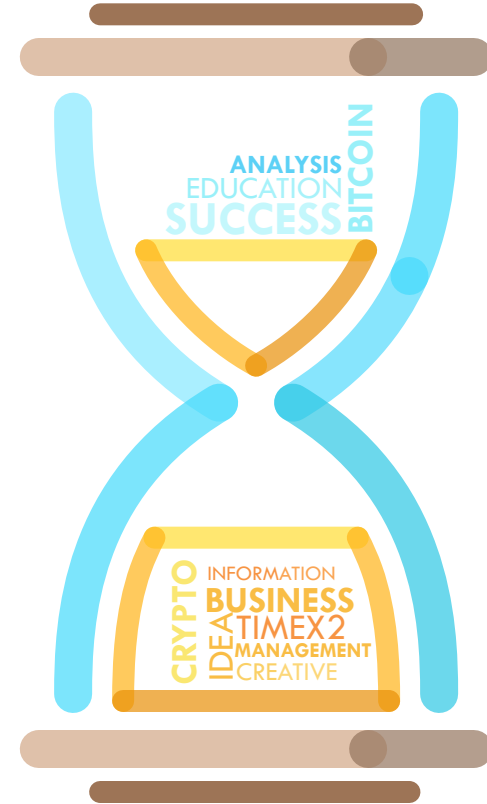 ANALYSIS
EDUCATION
SUCCESS
BITCOIN
CRYPTO
INFORMATION
BUSINESS
IDEA
TIMEX2
MANAGEMENT
CREATIVE